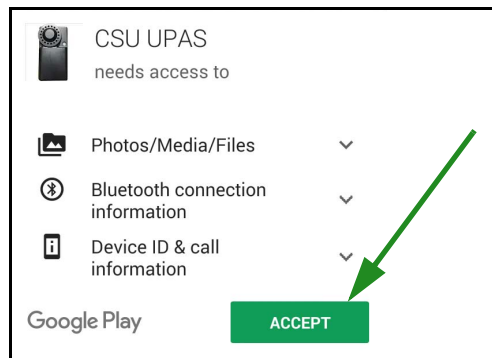 CSU UPAS
needs access to
Photos/Media/Files
Bluetooth connection
information
Device ID & call
information
Google Play
ACCEPT